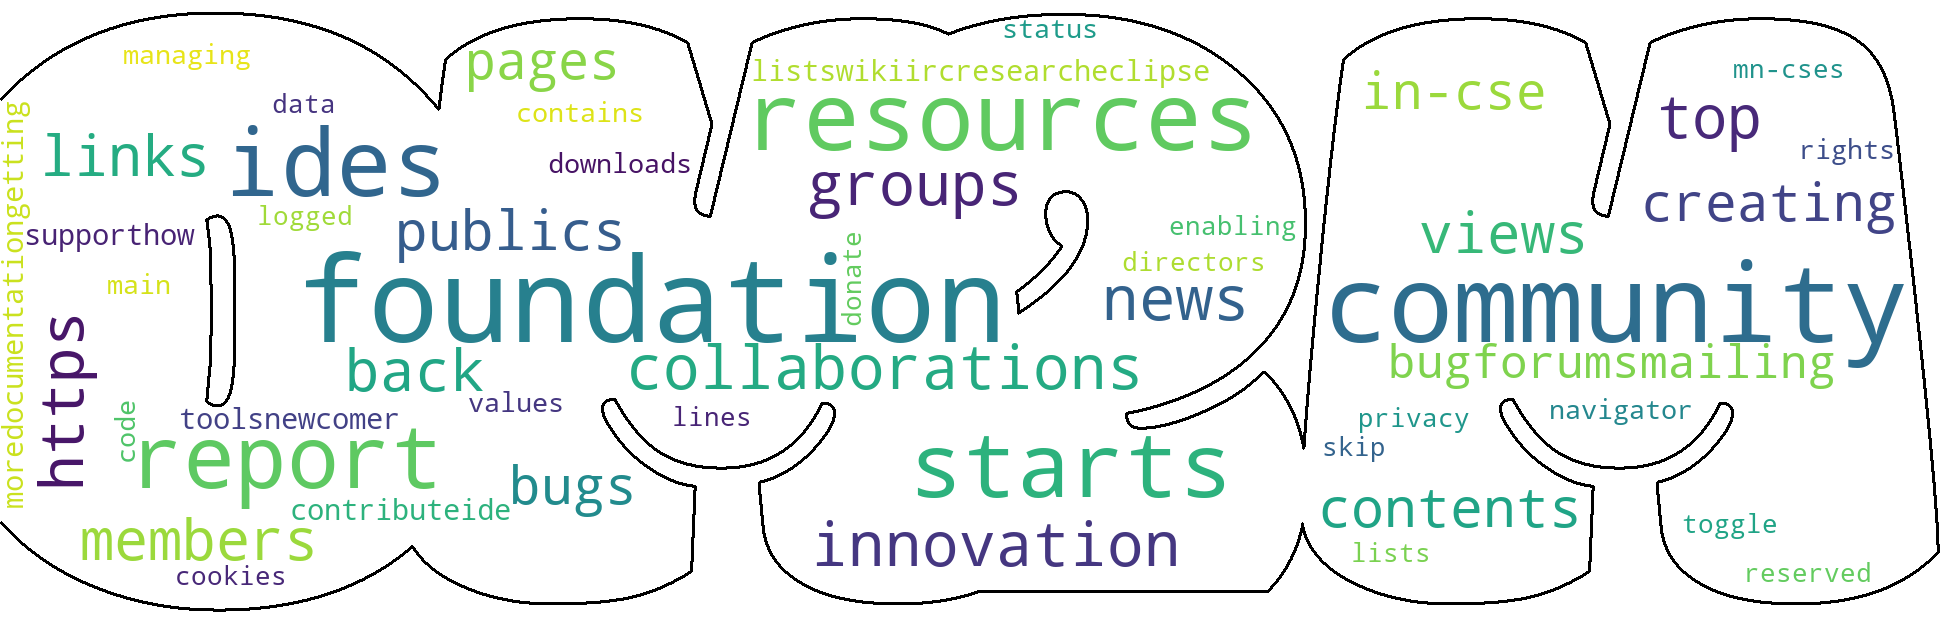 managing
pages
status
listswikiircresearcheclipse
in-cse
mn-cses
data
contains
resources
top
links
ides
downloads
groups
rights
creating
moredocumentationgetting
supporthow
logged
publics
enabling
views
main
foundation
donate
directors
news
community
https
back
collaborations
bugforumsmailing
code
toolsnewcomer
values
lines
privacy
navigator
report
starts
skip
bugs
contributeide
contents
members
innovation
toggle
cookies
lists
reserved